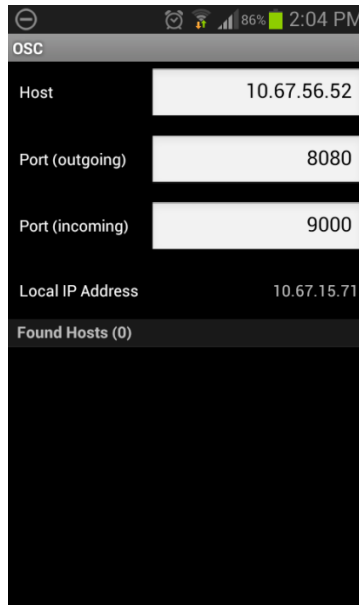 86% 2:04 PM
OSC
Host 10.67.56.52
Port (outgoing) 8080
Port (incoming) 9000
Local IP Address 10.67.15.71
Found Hosts (0)